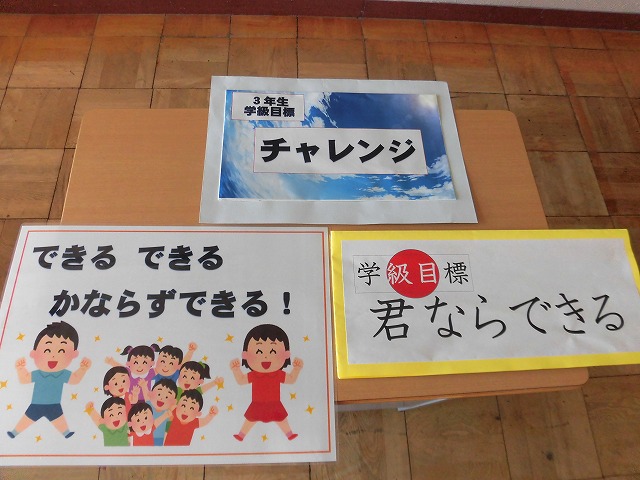 3年生
学級目標
チャレンジ
できる できる
かならずできる!
学級目標
君ならできる